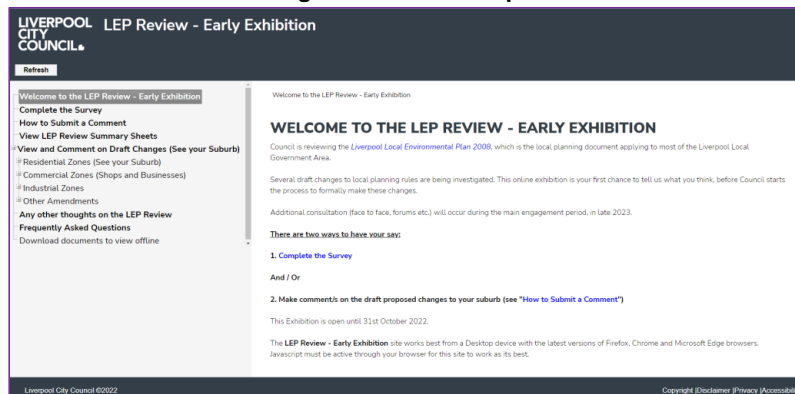 LIVERPOOL CITY COUNCIL
LEP Review - Early Exhibition
Refresh
Welcome to the LEP Review - Early Exhibition
Complete the Survey
How to Submit a Comment
View LEP Review Summary Sheets
View and Comment on Draft Changes (See your Suburb)
Residential Zones (See your Suburb)
Commercial Zones (Shops and Businesses)
Industrial Zones
Other Amendments
Any other thoughts on the LEP Review
Frequently Asked Questions
Download documents to view offline
Welcome to the LEP Review - Early Exhibition
WELCOME TO THE LEP REVIEW - EARLY EXHIBITION
Council is reviewing the Liverpool Local Environmental Plan 2008, which is the local planning document applying to most of the Liverpool Local
Government Area.
Several draft changes to local planning rules are being investigated. This online exhibition is your first chance to tell us what you think, before Council starts
the process to formally make these changes.
Additional consultation (face to face, forums etc.) will occur during the main engagement period, in late 2023.
There are two ways to have your say:
1. Complete the Survey
And / Or
2. Make comment/s on the draft proposed changes to your suburb (see "How to Submit a Comment")
This Exhibition is open until 31st October 2022.
The LEP Review - Early Exhibition site works best from a Desktop device with the latest versions of Firefox, Chrome and Microsoft Edge browsers.
Javascript must be active through your browser for this site to work as its best.
Liverpool City Council ©2022
Copyright |Disclaimer |Privacy |Accessibili